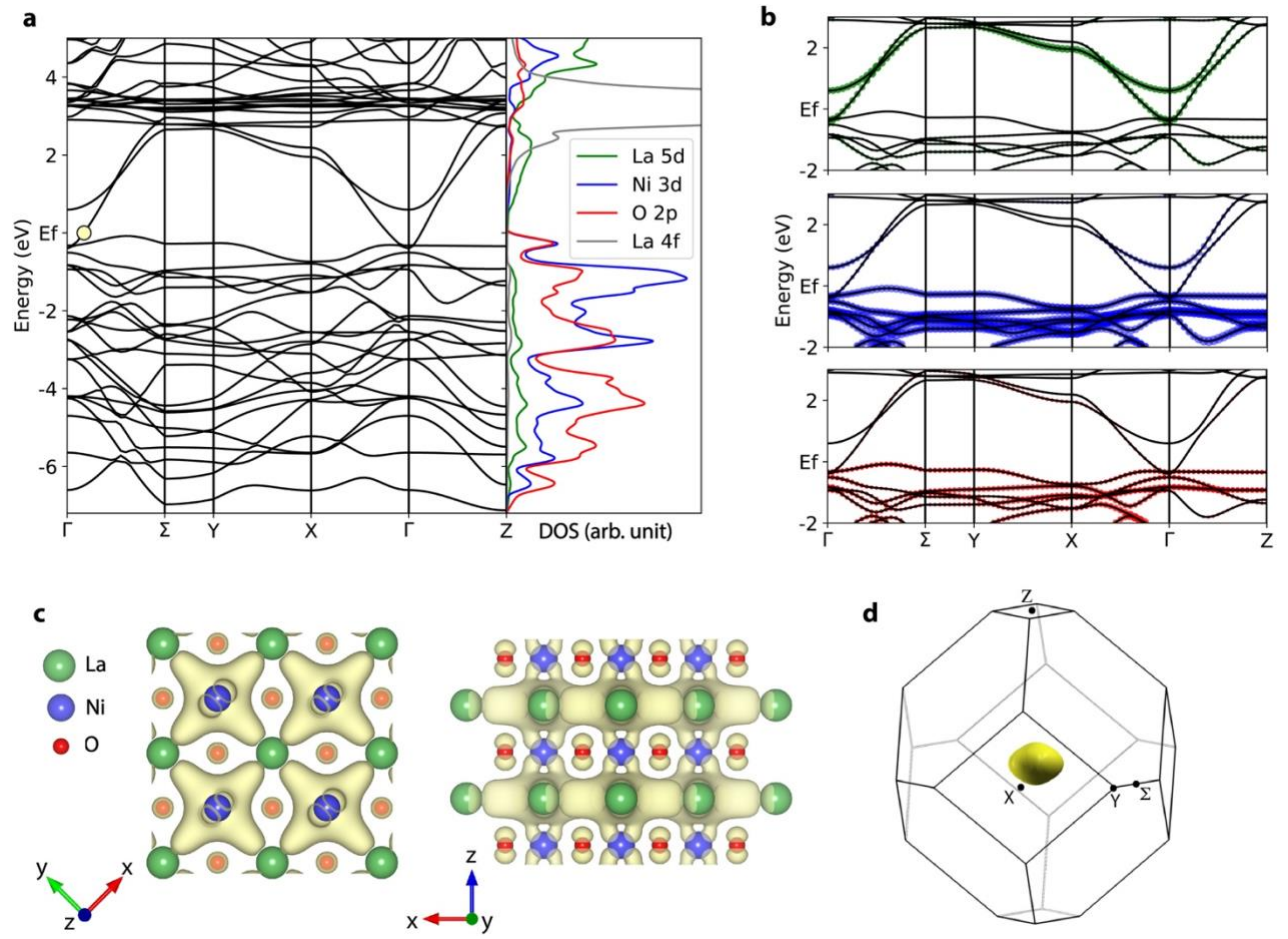 a
4
2
Ef
-2
-4
-6
Energy (eV)
La 5d
Ni 3d
O 2p
La 4f
Γ Σ Y X Γ Z DOS (arb. unit)
b
2
Ef
-2
2
Ef
-2
2
Ef
-2
Energy (eV)
Γ Σ Y X Γ Z
c
La
Ni
O
y x
z
z
x y
d
Z
X Y Σ